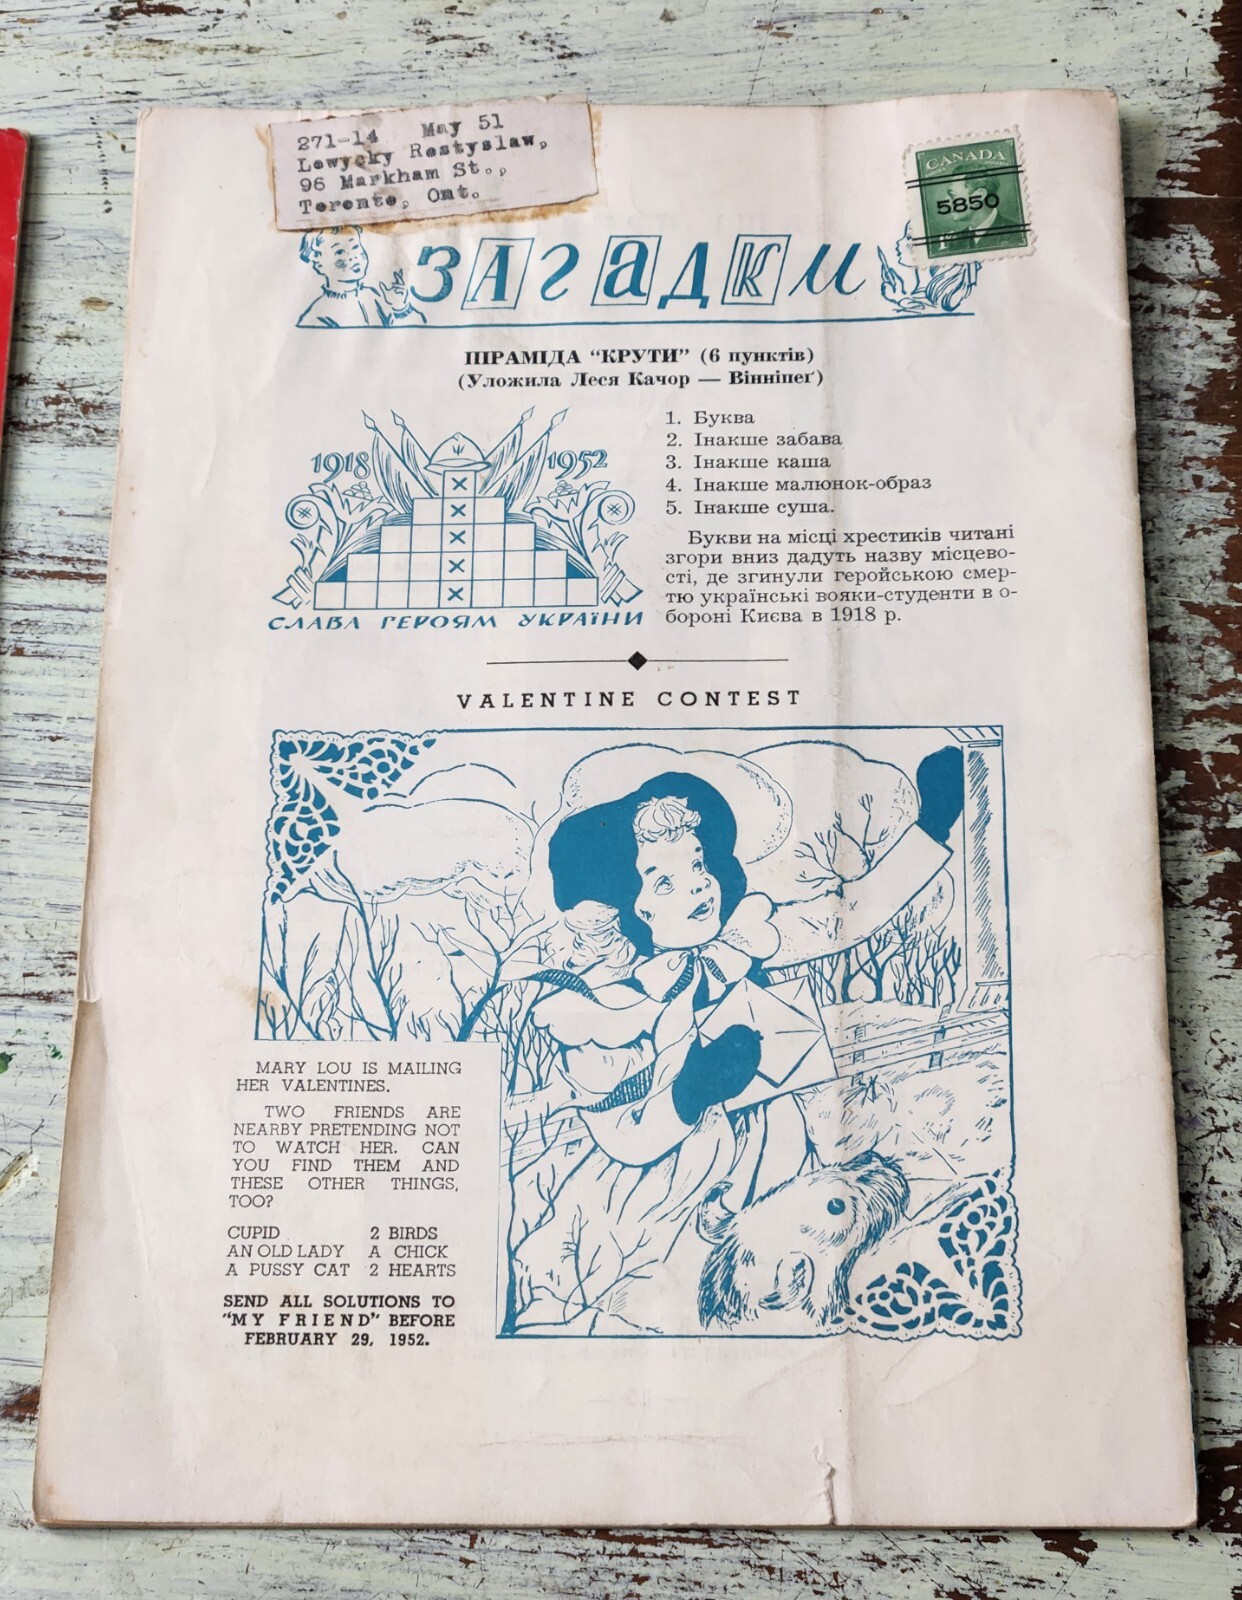 271-14 May 51
Lewycky Rostyslaw,
96 Markham St.,
Toronto, Ont.
CANADA
5850
ЗАГАДКИ
ПІРАМІДА “КРУТИ” (6 пунктів)
(Уложила Леся Качор — Вінніпеґ)
1918
1952
X
X
X
X
X
СЛАВА ГЕРОЯМ УКРАЇНИ
1. Буква
2. Інакше забава
3. Інакше каша
4. Інакше малюнок-образ
5. Інакше суша.
Букви на місці хрестиків читані
згори вниз дадуть назву місцево-
сті, де згинули геройською смер-
тю українські вояки-студенти в о-
бороні Києва в 1918 р.
VALENTINE CONTEST
MARY LOU IS MAILING
HER VALENTINES.
TWO FRIENDS ARE
NEARBY PRETENDING NOT
TO WATCH HER. CAN
YOU FIND THEM AND
THESE OTHER THINGS,
TOO?
CUPID 2 BIRDS
AN OLD LADY A CHICK
A PUSSY CAT 2 HEARTS
SEND ALL SOLUTIONS TO
“MY FRIEND” BEFORE
FEBRUARY 29, 1952.